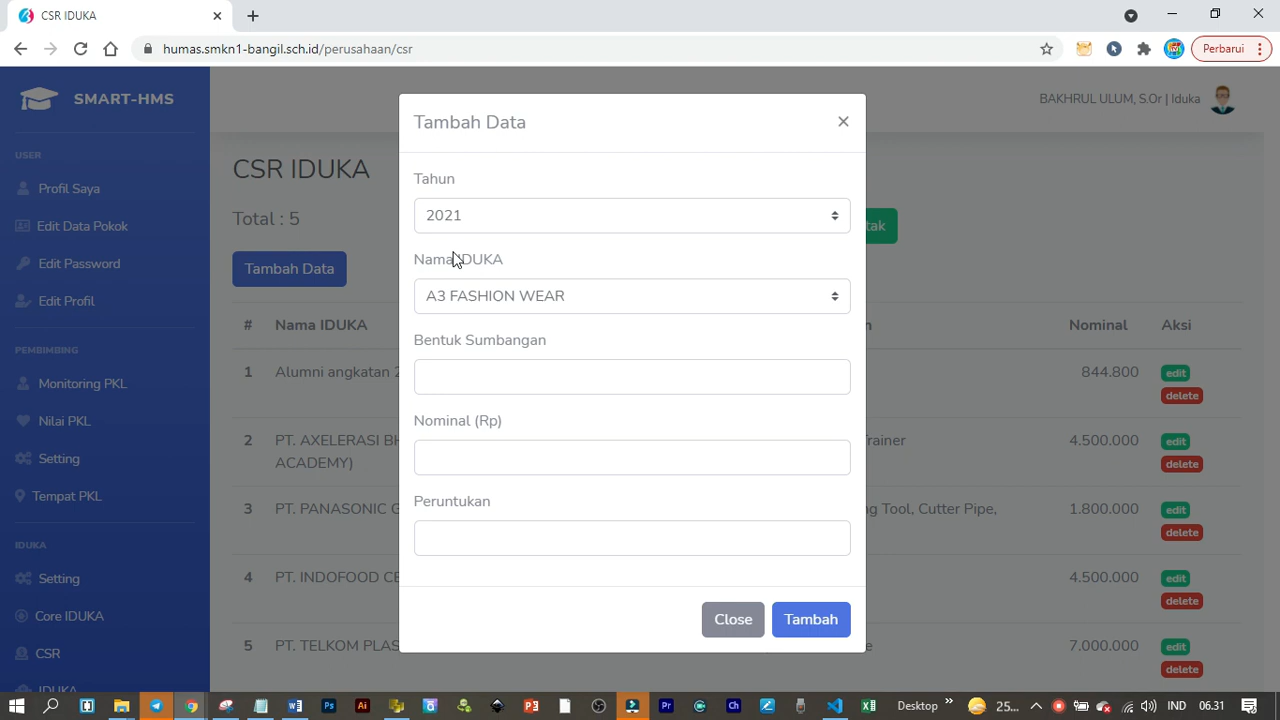 CSR IDUKA
humas.smkn1-bangil.sch.id/perusahaan/csr
Perbarui
SMART-HMS
USER
Profil Saya
Edit Data Pokok
Edit Password
Edit Profil
PEMBIMBING
Monitoring PKL
Nilai PKL
Setting
Tempat PKL
IDUKA
Setting
Core IDUKA
CSR
IDUKA
BAKHRUL ULUM, S.Or | Iduka
CSR IDUKA
Total : 5
Tambah Data
# Nama IDUKA Nominal Aksi
1 Alumni angkatan 844.800 edit
delete
2 PT. AXELERASI Trainer 4.500.000 edit
ACADEMY) delete
3 PT. PANASONIC Tool, Cutter Pipe, 1.800.000 edit
delete
4 PT. INDOFOOD 4.500.000 edit
delete
5 PT. TELKOM 7.000.000 edit
delete
Tambah Data ×
Tahun
2021
Nama IDUKA
A3 FASHION WEAR
Bentuk Sumbangan
Nominal (Rp)
Peruntukan
Close Tambah
Desktop » 25... IND 06.31